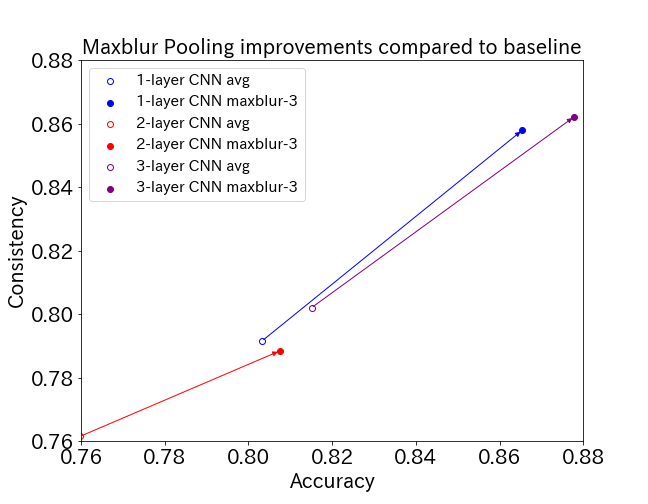 Maxblur Pooling improvements compared to baseline
0.88
0.86
0.84
0.82
0.80
0.78
0.76
Consistency
1-layer CNN avg
1-layer CNN maxblur-3
2-layer CNN avg
2-layer CNN maxblur-3
3-layer CNN avg
3-layer CNN maxblur-3
0.76 0.78 0.80 0.82 0.84 0.86 0.88
Accuracy